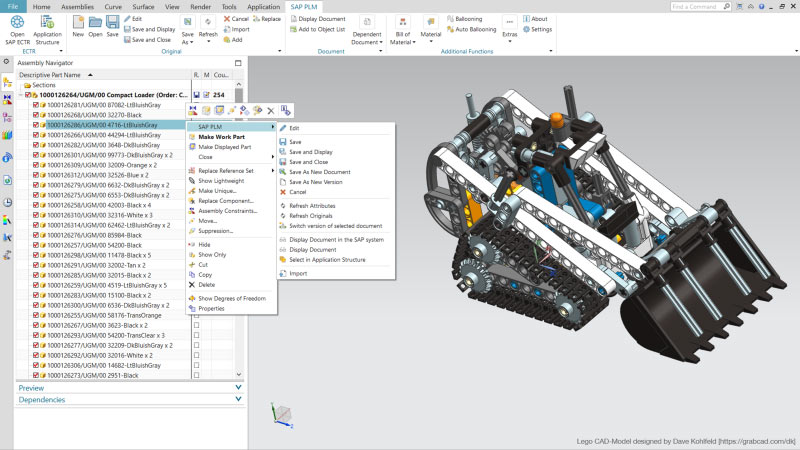 File Home Assemblies Curve Surface Analysis View Render Tools Application SAP PLM Find a Command
Open SAP ECTR
Application Structure
ECTR
New
Open
Edit
Save and Display
Save and Close
Save As
Refresh
Cancel
Import
Add
Replace
Original
Display Document
Add to Object List
Dependent Document
Document
Bill of Material
Material
Ballooning
Auto Ballooning
Extras
About
Settings
Additional Functions
Assembly Navigator
Descriptive Part Name R. M Cou...
Sections
1000126264/UGM/00 Compact Loader (Order: C... 254
1000126281/UGM/00 87082-LtBluishGray
1000126268/UGM/00 32270-Black
1000126286/UGM/00 4716-LtBluishGray
1000126266/UGM/00 44294-LtBluishGray
1000126282/UGM/00 3648-DkBluishGray
1000126301/UGM/00 99773-DkBluishGray x 2
1000126309/UGM/00 32009-Orange x 2
1000126312/UGM/00 32526-Blue x 2
1000126279/UGM/00 6632-DkBluishGray x 2
1000126275/UGM/00 6553-DkBluishGray x 2
1000126258/UGM/00 42003-Black x 4
1000126310/UGM/00 32316-White x 3
1000126314/UGM/00 62462-LtBluishGray x 2
1000126276/UGM/00 85984-Black
1000126257/UGM/00 54200-Black
1000126298/UGM/00 11478-Black x 5
1000126291/UGM/00 32002-Tan x 2
1000126285/UGM/00 32015-Black x 2
1000126259/UGM/00 4519-LtBluishGray x 5
1000126283/UGM/00 15100-Black x 2
1000126300/UGM/00 6536-DkBluishGray x 2
1000126255/UGM/00 58176-TransOrange
1000126267/UGM/00 3623-Black x 2
1000126293/UGM/00 54200-TransClear x 3
1000126277/UGM/00 32209-DkBluishGray x 2
1000126292/UGM/00 32016-White x 2
1000126306/UGM/00 14682-LtBluishGray
1000126273/UGM/00 2951-Black
Preview
Dependencies
SAP PLM
Make Work Part
Make Displayed Part
Close
Replace Reference Set
Show Lightweight
Make Unique...
Replace Component...
Assembly Constraints...
Move...
Suppression...
Hide
Show Only
Cut
Copy
Delete
Show Degrees of Freedom
Properties
Edit
Save
Save and Display
Save and Close
Save As New Document
Save As New Version
Cancel
Refresh Attributes
Refresh Originals
Switch version of selected document
Display Document in the SAP system
Display Document
Select in Application Structure
Import
Lego CAD-Model designed by Dave Kohlfeld [https://grabcad.com/dk]